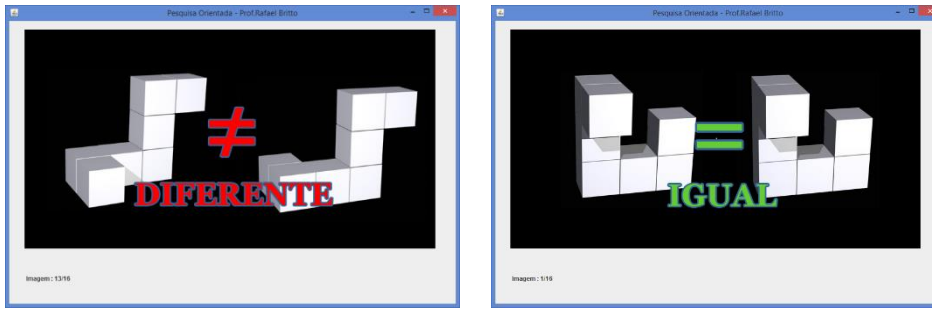 Pesquisa Orientada - Prof.Rafael Britto
≠
DIFERENTE
Imagem : 13/16
Pesquisa Orientada - Prof.Rafael Britto
=
IGUAL
Imagem : 1/16